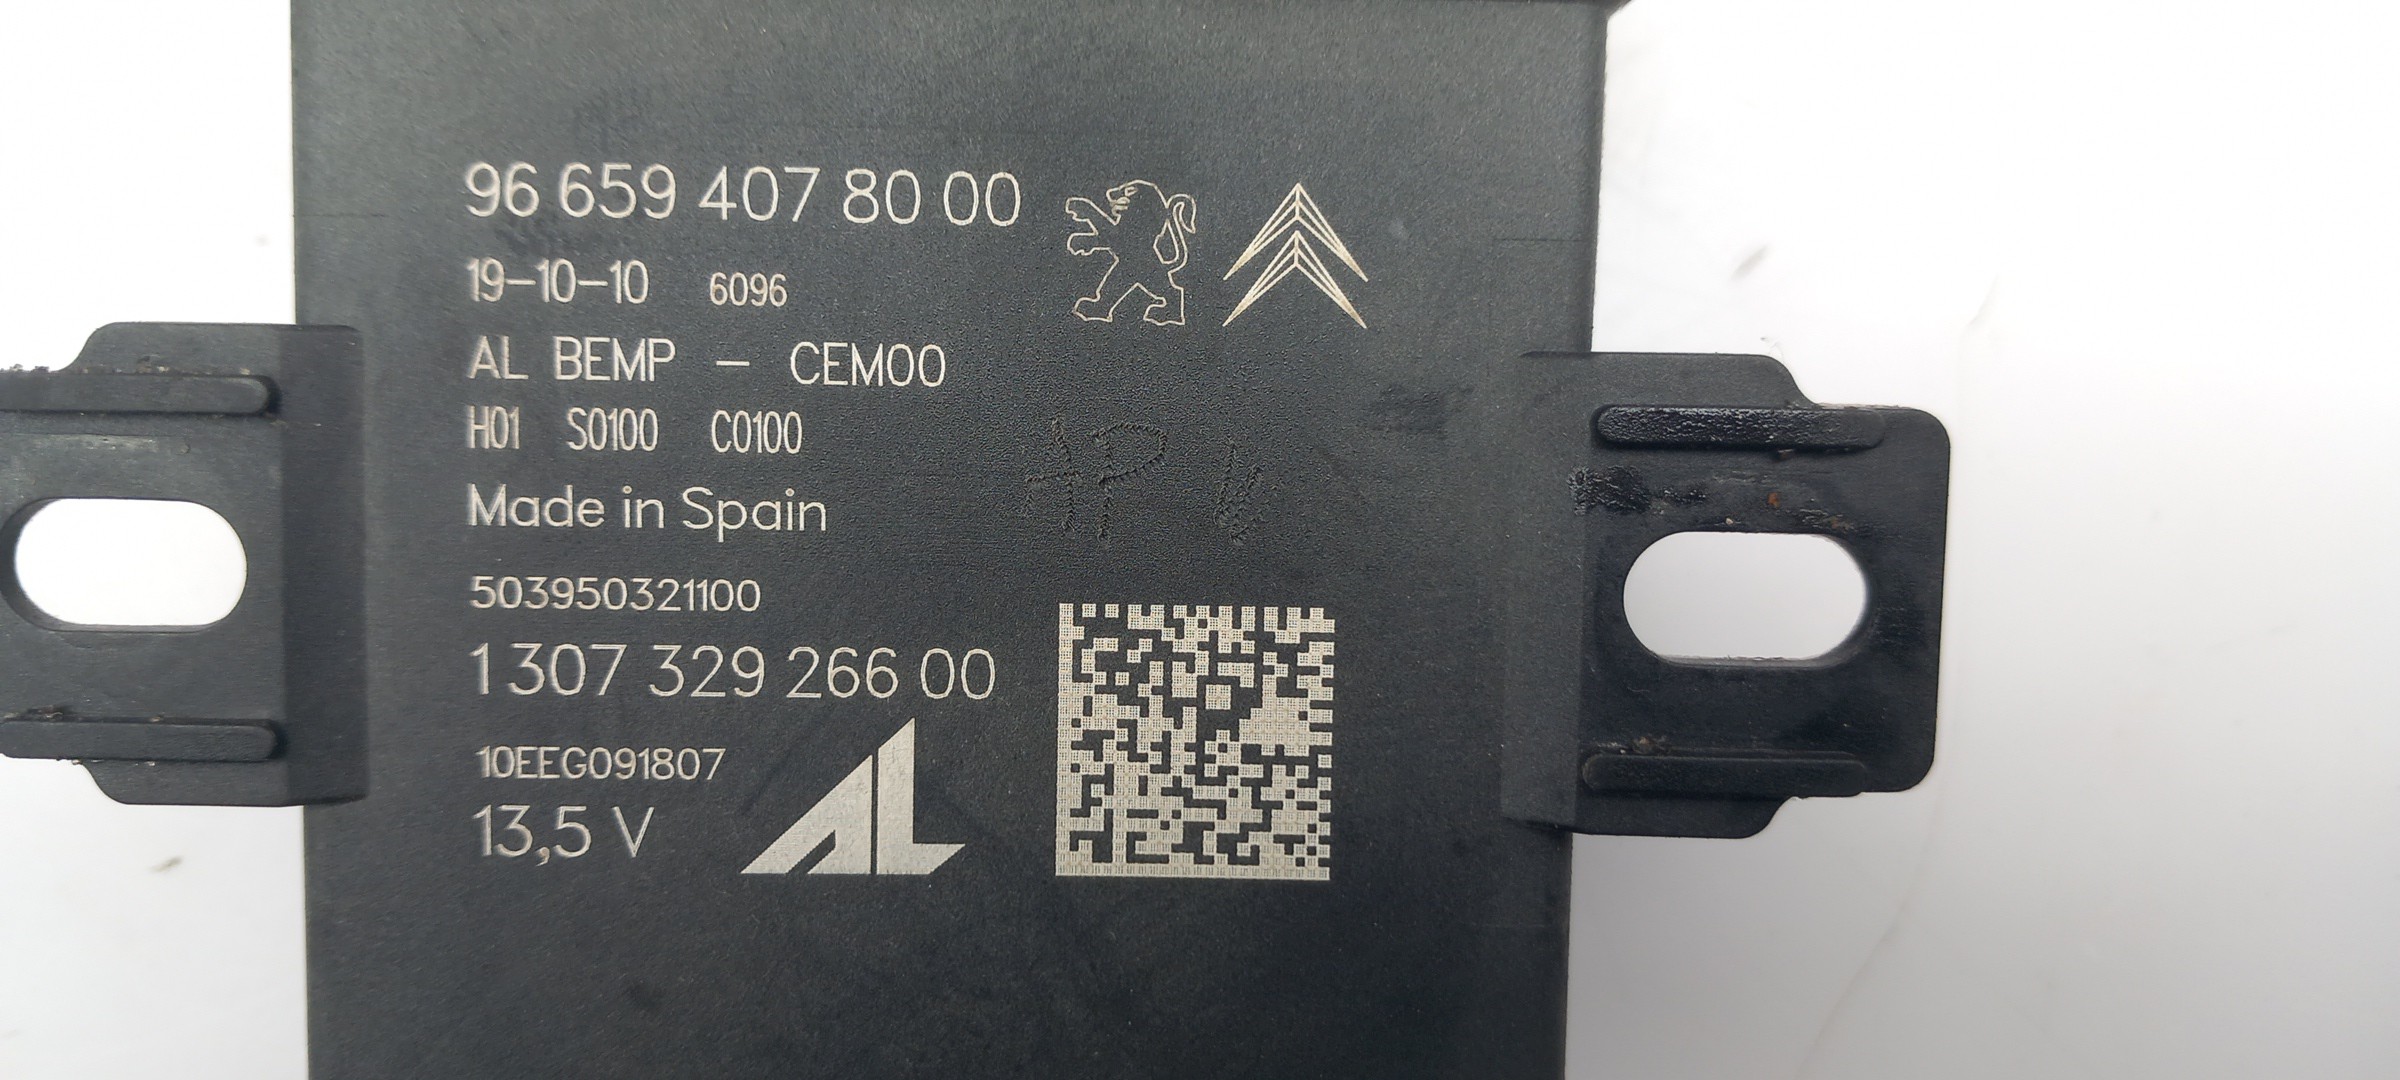 96 659 407 80 00
19-10-10 6096
AL BEMP - CEM00
H01 S0100 C0100
Made in Spain
503950321100
1 307 329 266 00
10EEG091807
13,5 V
AL